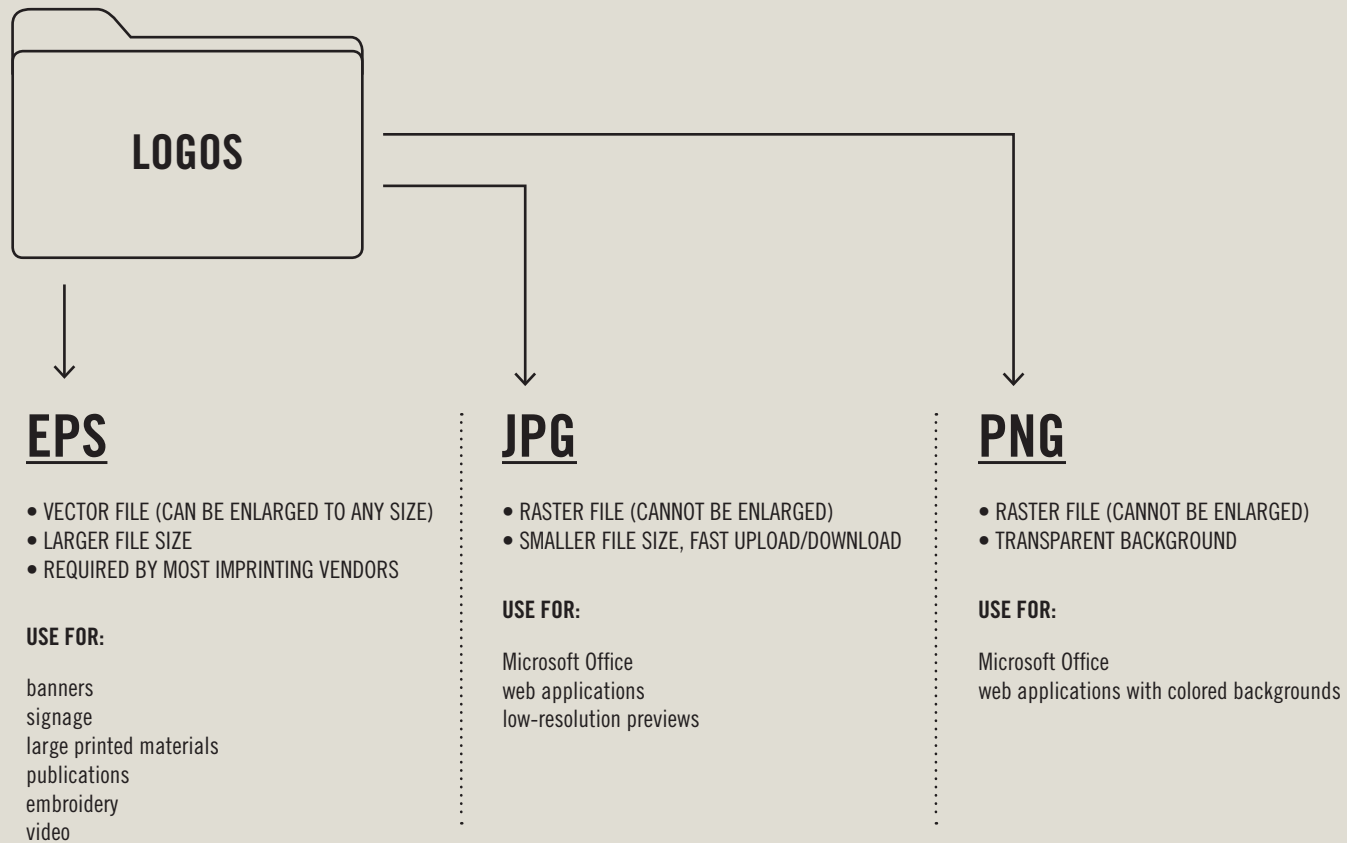 LOGOS
EPS
• VECTOR FILE (CAN BE ENLARGED TO ANY SIZE)
• LARGER FILE SIZE
• REQUIRED BY MOST IMPRINTING VENDORS
USE FOR:
banners
signage
large printed materials
publications
embroidery
video
JPG
• RASTER FILE (CANNOT BE ENLARGED)
• SMALLER FILE SIZE, FAST UPLOAD/DOWNLOAD
USE FOR:
Microsoft Office
web applications
low-resolution previews
PNG
• RASTER FILE (CANNOT BE ENLARGED)
• TRANSPARENT BACKGROUND
USE FOR:
Microsoft Office
web applications with colored backgrounds